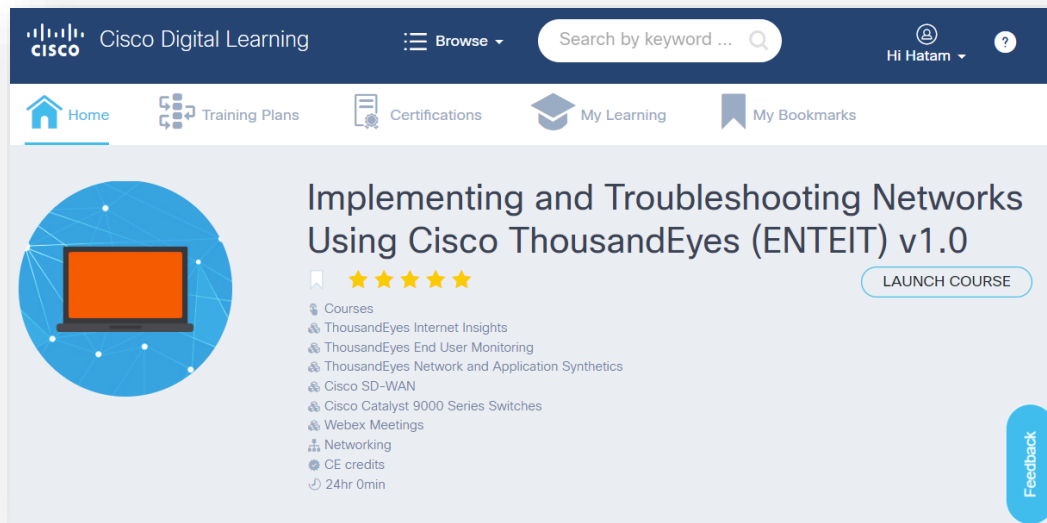 CISCO Cisco Digital Learning Browse Search by keyword ... Hi Hatam ?
Home Training Plans Certifications My Learning My Bookmarks
Implementing and Troubleshooting Networks
Using Cisco ThousandEyes (ENTEIT) v1.0
LAUNCH COURSE
Courses
ThousandEyes Internet Insights
ThousandEyes End User Monitoring
ThousandEyes Network and Application Synthetics
Cisco SD-WAN
Cisco Catalyst 9000 Series Switches
Webex Meetings
Networking
CE credits
24hr 0min
Feedback